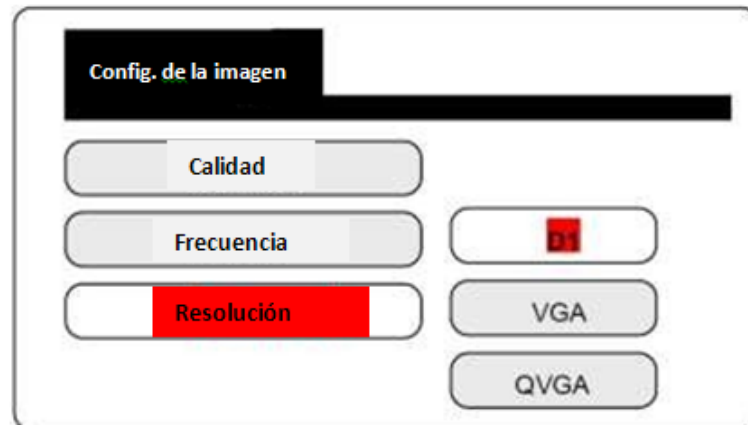 Config. de la imagen
Calidad
Frecuencia
Resolución
D1
VGA
QVGA